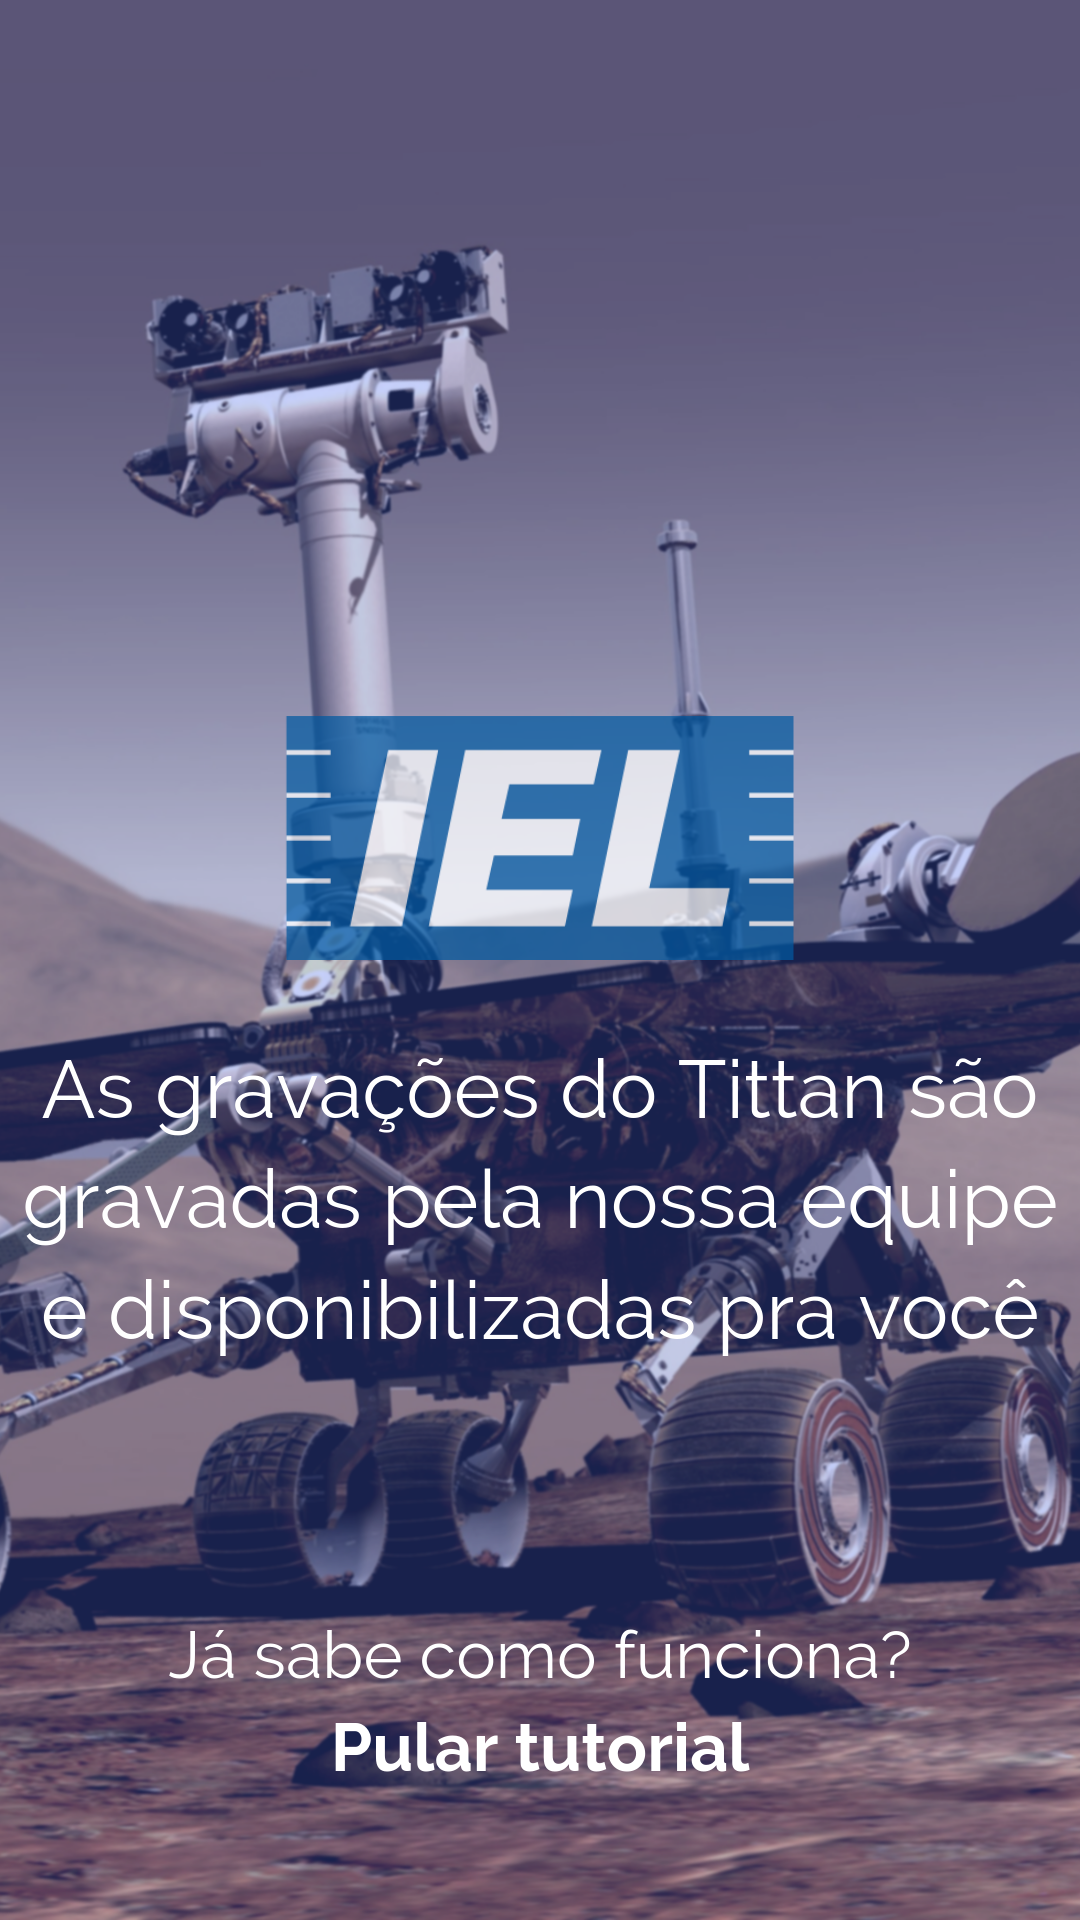 IEL
As gravações do Tittan são
gravadas pela nossa equipe
e disponibilizadas pra você
Já sabe como funciona?
Pular tutorial